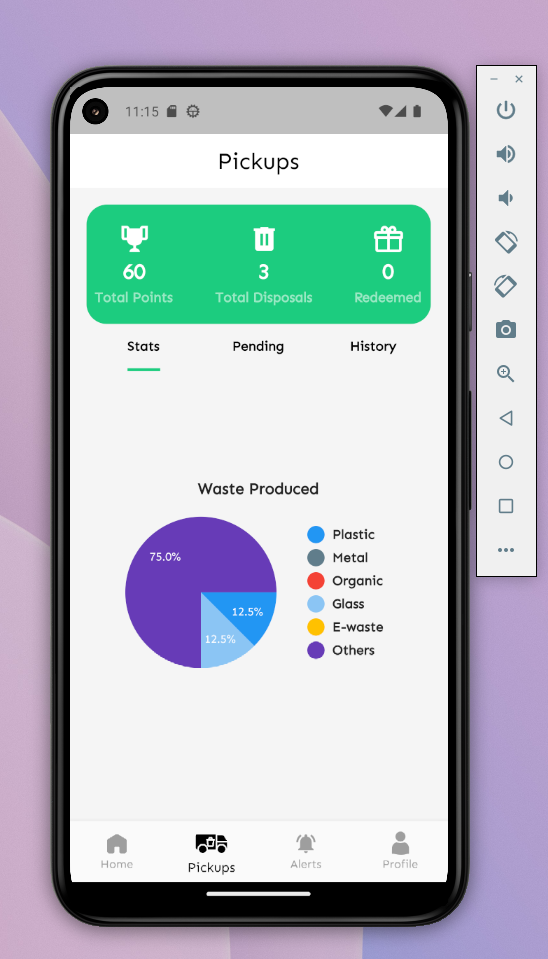 11:15
Pickups
60 3 0
Total Points Total Disposals Redeemed
Stats Pending History
Waste Produced
75.0%
12.5%
12.5%
Plastic
Metal
Organic
Glass
E-waste
Others
Home Pickups Alerts Profile